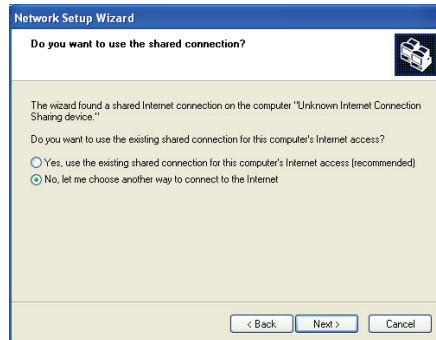 Network Setup Wizard
Do you want to use the shared connection?
The wizard found a shared Internet connection on the computer "Unknown Internet Connection
Sharing device."
Do you want to use the existing shared connection for this computer's Internet access?
Yes, use the existing shared connection for this computer's Internet access (recommended)
No, let me choose another way to connect to the Internet
< Back Next > Cancel